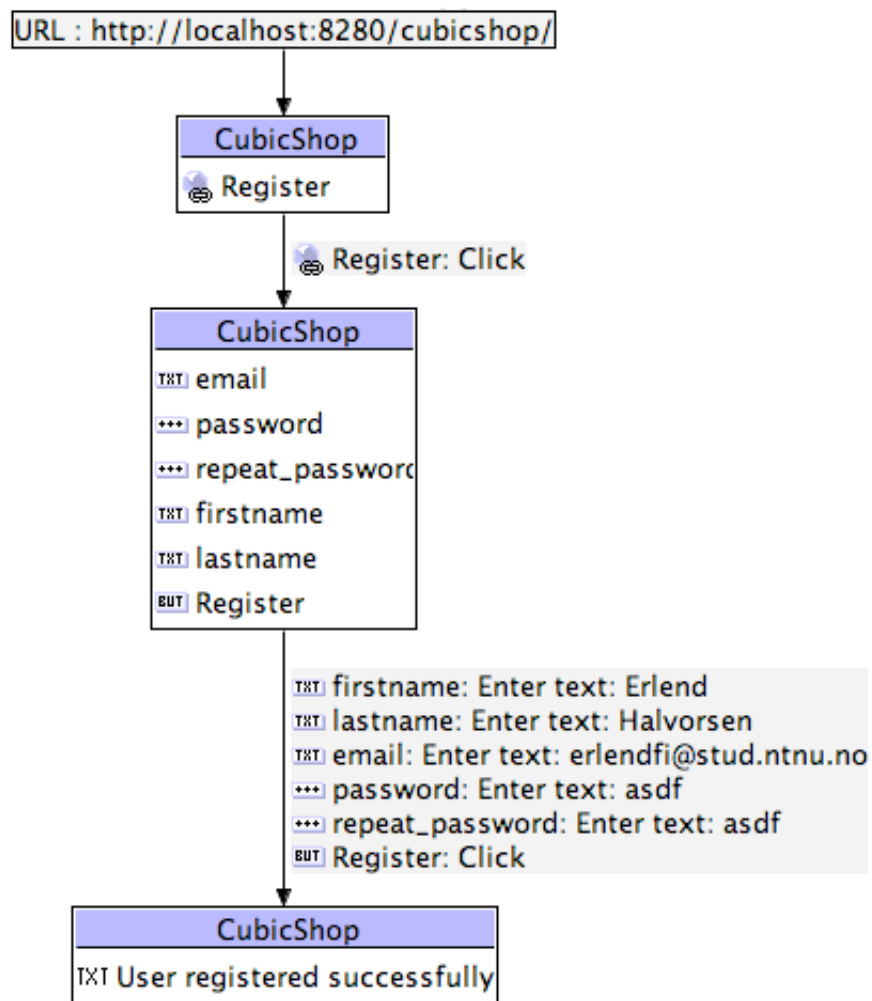 URL : http://localhost:8280/cubicshop/
CubicShop
Register
Register: Click
CubicShop
TXT email
*** password
*** repeat_password
TXT firstname
TXT lastname
BUT Register
TXT firstname: Enter text: Erlend
TXT lastname: Enter text: Halvorsen
TXT email: Enter text: erlendfi@stud.ntnu.no
*** password: Enter text: asdf
*** repeat_password: Enter text: asdf
BUT Register: Click
CubicShop
TXT User registered successfully